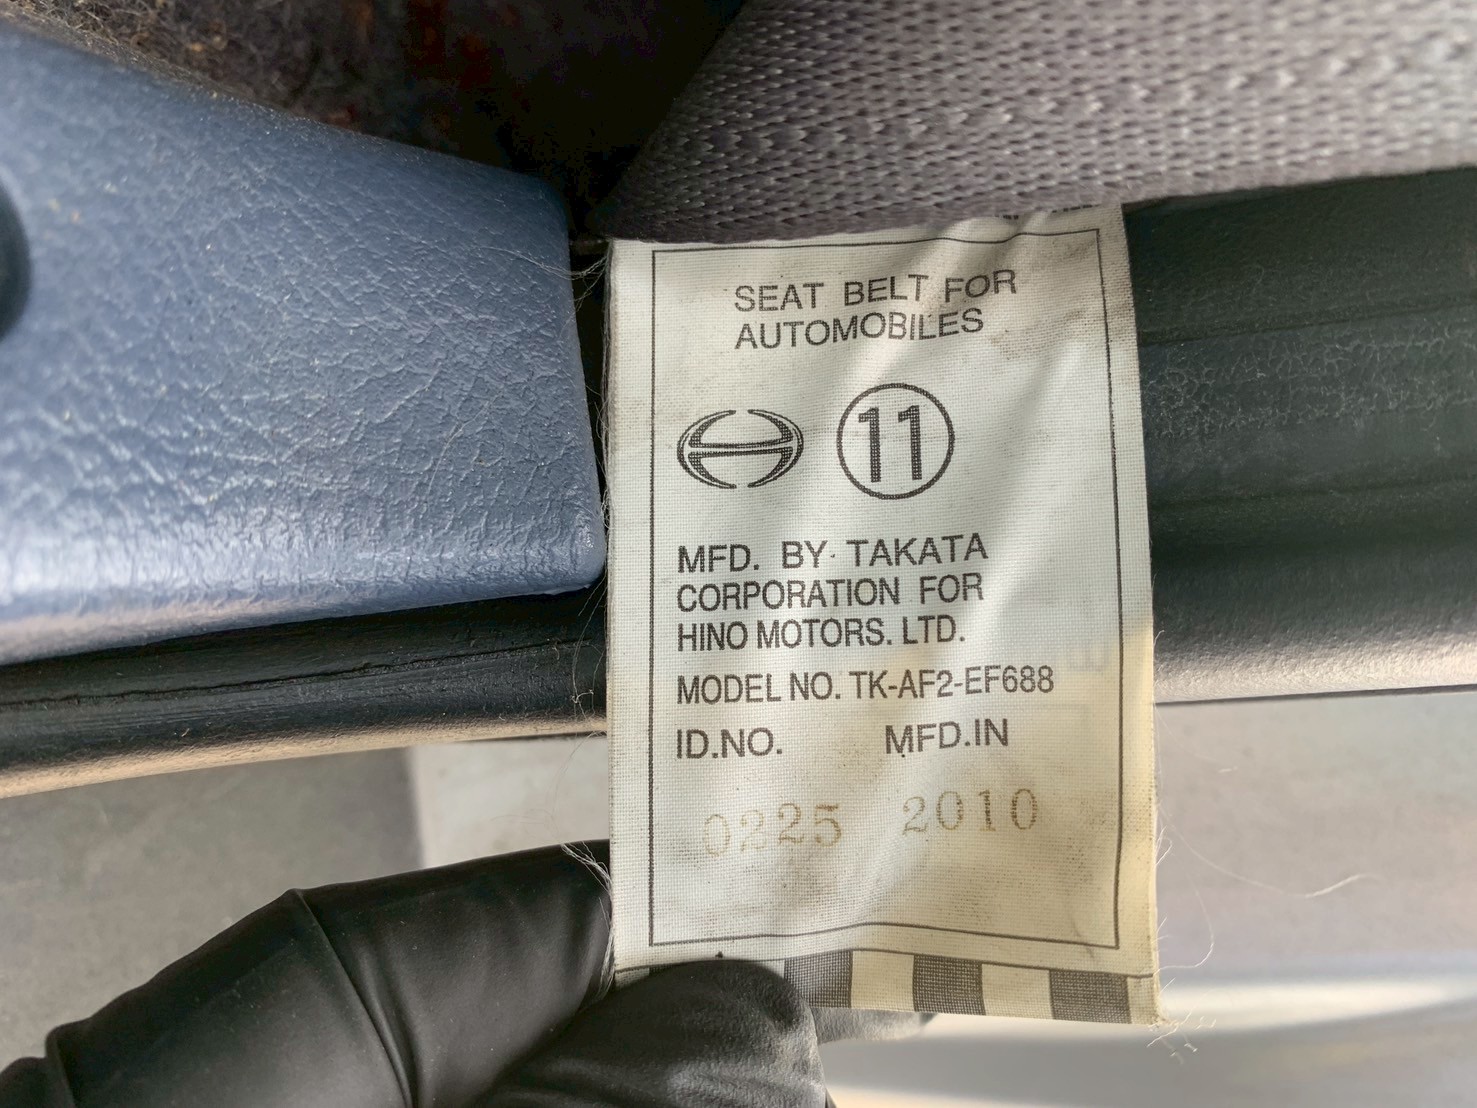 SEAT BELT FOR
AUTOMOBILES
11
MFD. BY TAKATA
CORPORATION FOR
HINO MOTORS. LTD.
MODEL NO. TK-AF2-EF688
ID.NO. MFD.IN
0225 2010